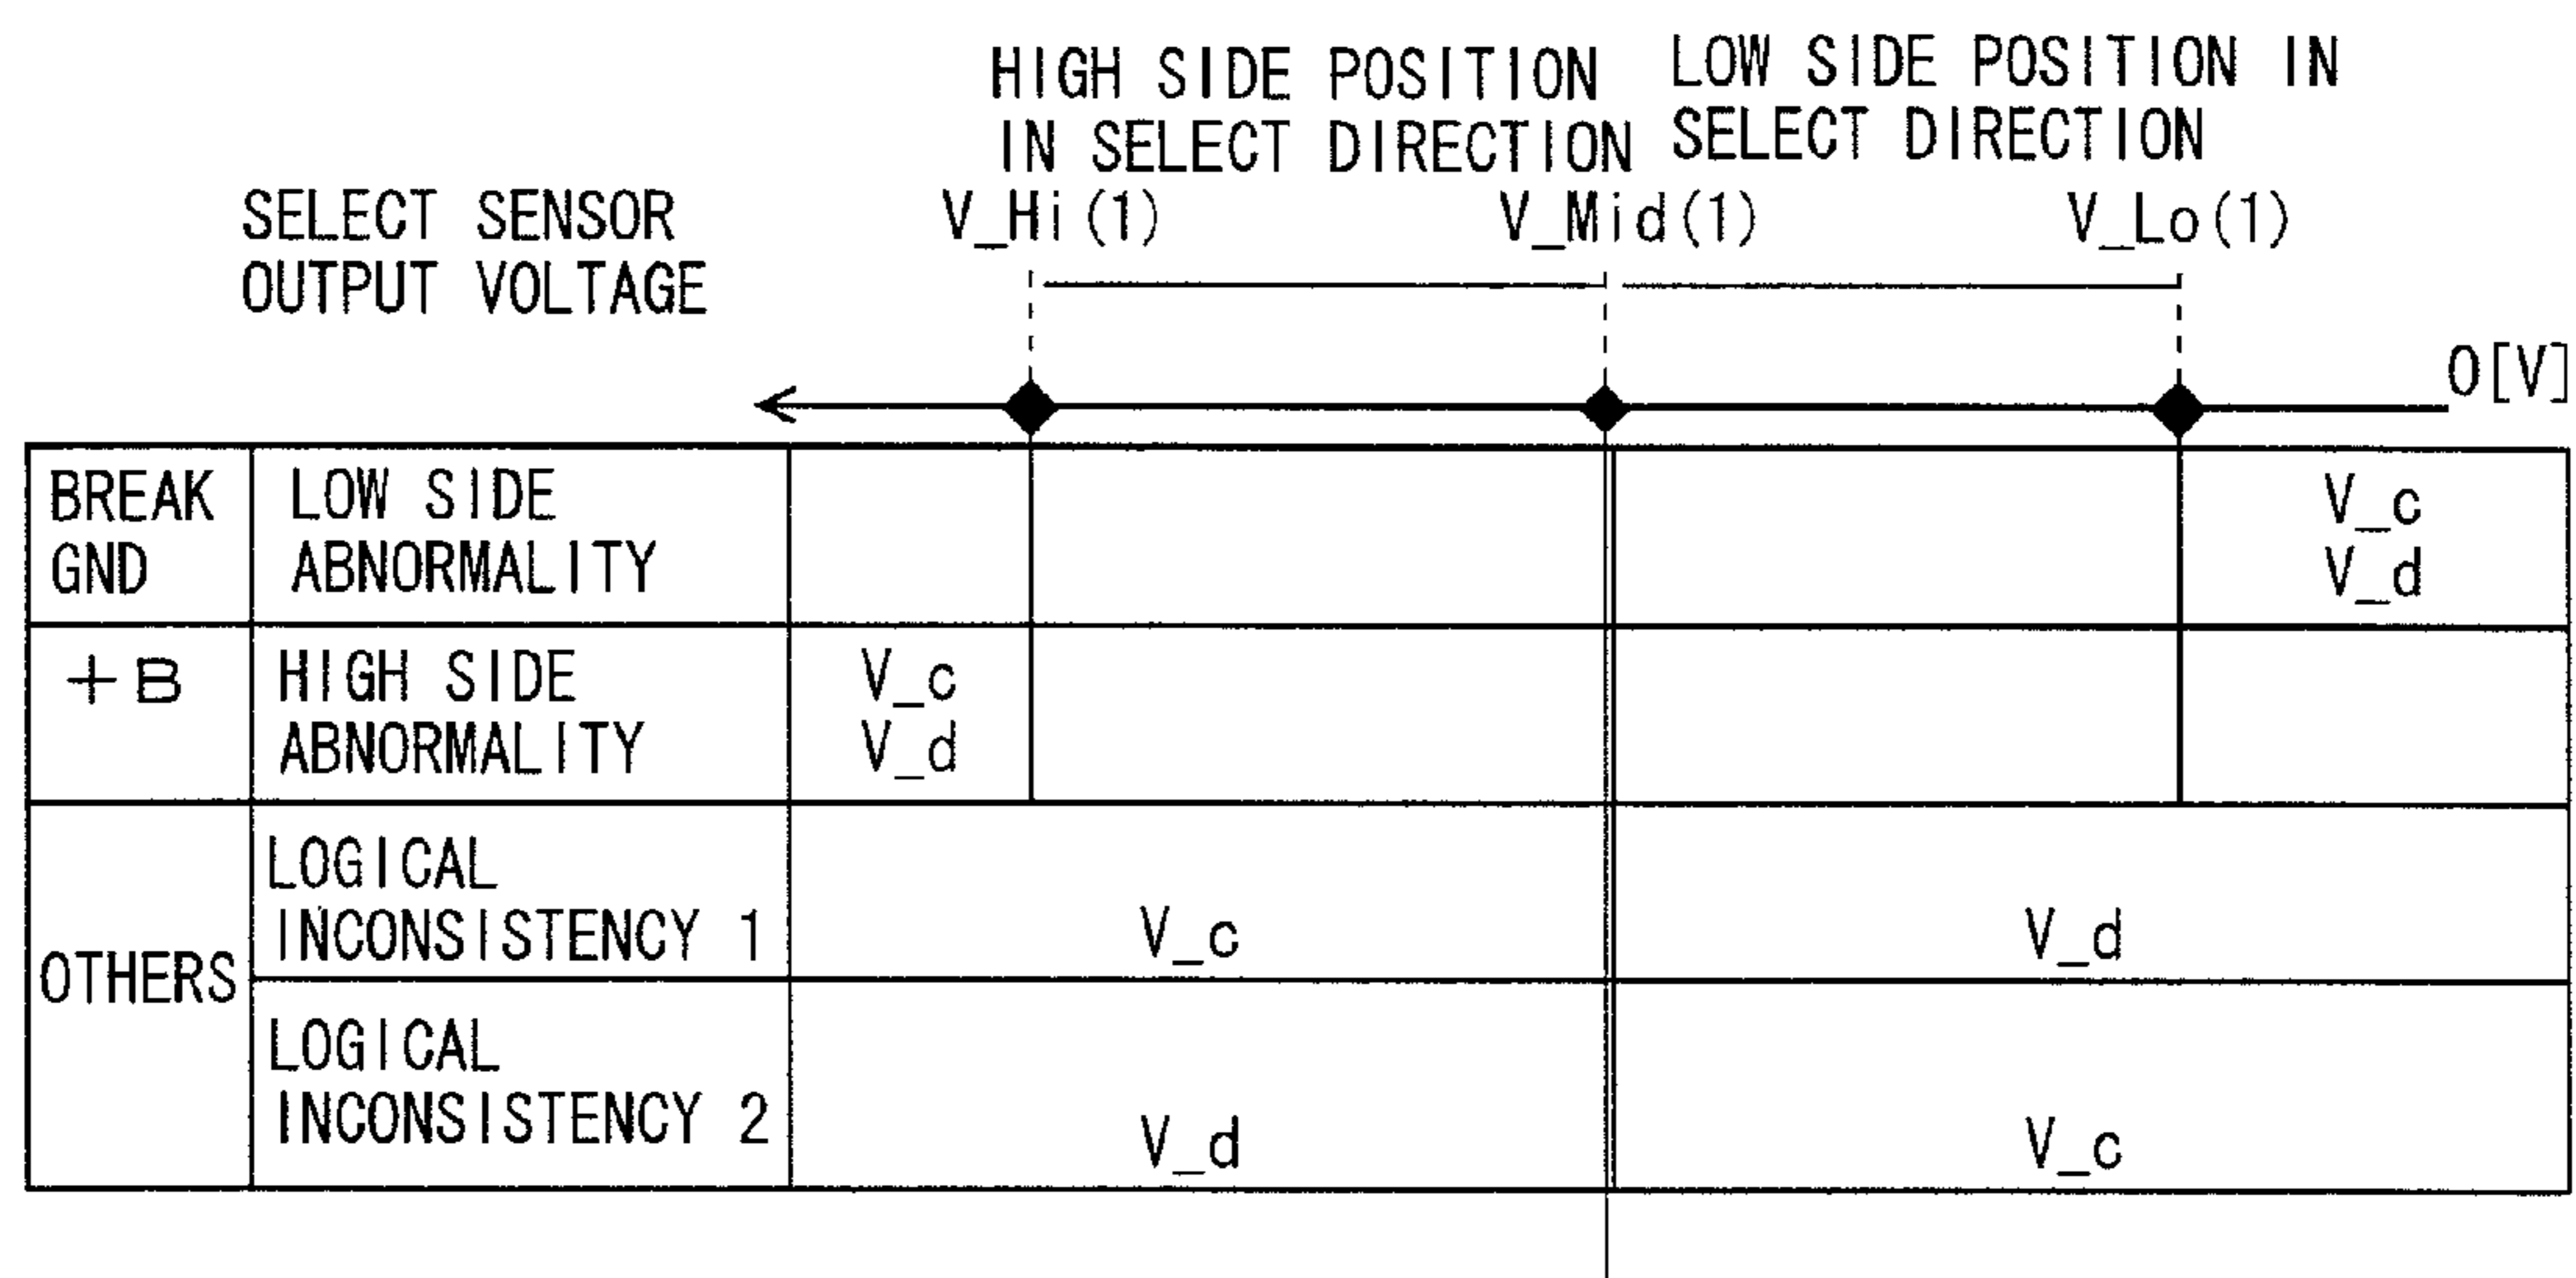 HIGH SIDE POSITION
IN SELECT DIRECTION
LOW SIDE POSITION IN
SELECT DIRECTION
SELECT SENSOR
OUTPUT VOLTAGE
V_Hi(1)
V_Mid(1)
V_Lo(1)
0[V]
BREAK
GND
LOW SIDE
ABNORMALITY
V_c
V_d
+B
HIGH SIDE
ABNORMALITY
V_c
V_d
OTHERS
LOGICAL
INCONSISTENCY 1
V_c
V_d
LOGICAL
INCONSISTENCY 2
V_d
V_c